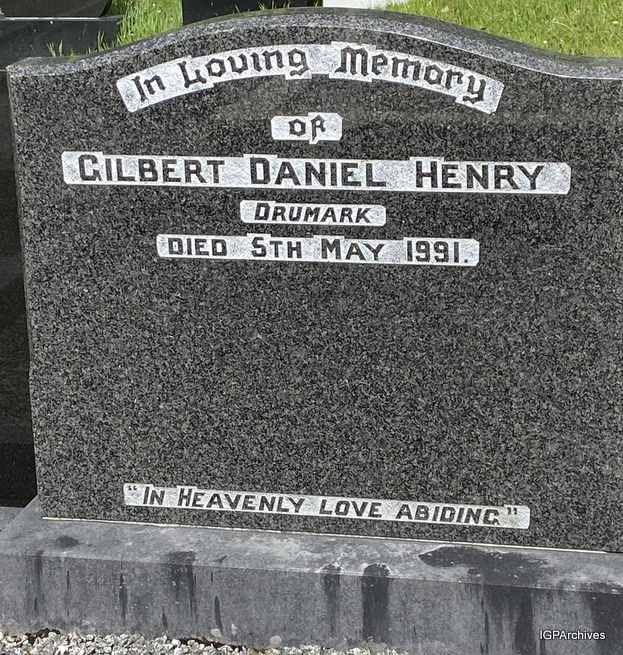 In Loving Memory
OF
GILBERT DANIEL HENRY
DRUMARK
DIED 5TH MAY 1991.
"IN HEAVENLY LOVE ABIDING"
IGPArchives